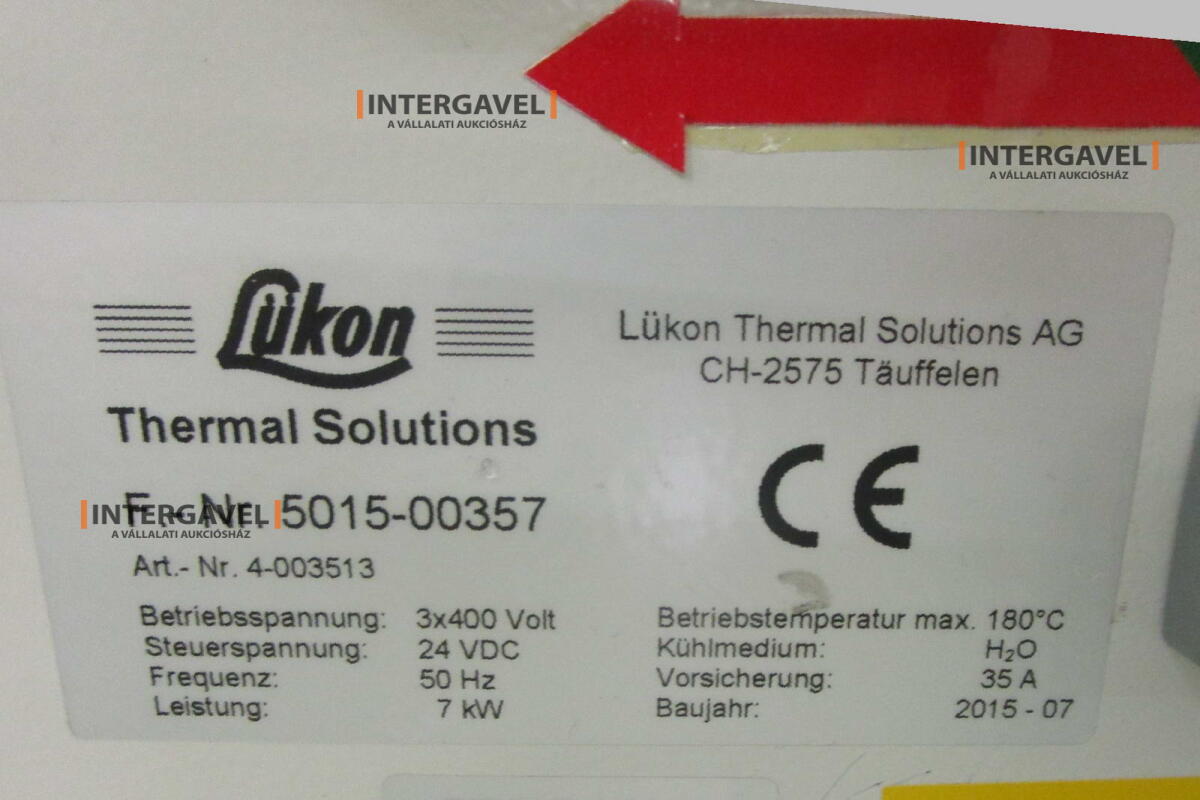 INTERGAVEL
A VÁLLALATI AUKCIÓSHÁZ
INTERGAVEL
A VÁLLALATI AUKCIÓSHÁZ
Lükon
Thermal Solutions
Lükon Thermal Solutions AG
CH-2575 Täuffelen
CE
F.- Nr. 5015-00357
INTERGAVEL
A VÁLLALATI AUKCIÓSHÁZ
Art.- Nr. 4-003513
Betriebsspannung: 3x400 Volt
Steuerspannung: 24 VDC
Frequenz: 50 Hz
Leistung: 7 kW
Betriebstemperatur max. 180°C
Kühlmedium: H₂O
Vorsicherung: 35 A
Baujahr: 2015 - 07